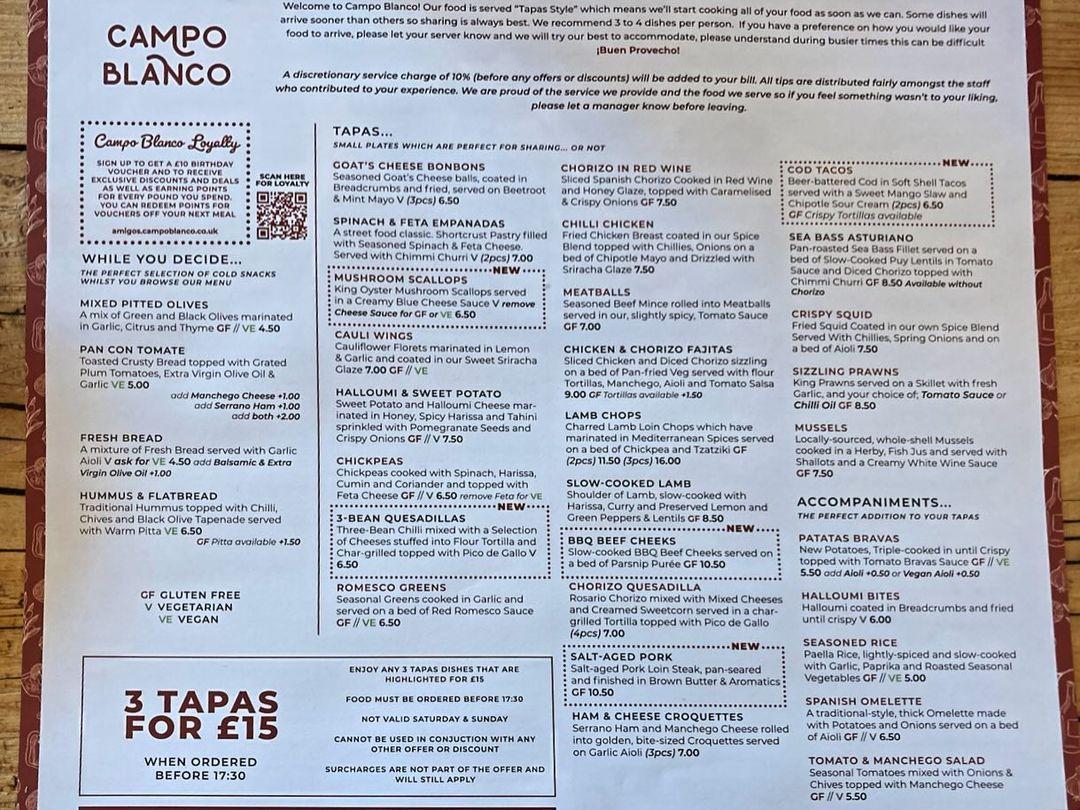 CAMPO
BLANCO
Welcome to Campo Blanco! Our food is served "Tapas Style" which means we'll start cooking all of your food as soon as we can. Some dishes will
arrive sooner than others so sharing is always best. We recommend 3 to 4 dishes per person. If you have a preference on how you would like your
food to arrive, please let your server know and we will try our best to accommodate, please understand during busier times this can be difficult
¡Buen Provecho!
A discretionary service charge of 10% (before any offers or discounts) will be added to your bill. All tips are distributed fairly amongst the staff
who contributed to your experience. We are proud of the service we provide and the food we serve so if you feel something wasn't to your liking,
please let a manager know before leaving.
Campo Blanco Loyalty
SIGN UP TO GET A £10 BIRTHDAY
VOUCHER AND TO RECEIVE
EXCLUSIVE DISCOUNTS AND DEALS
AS WELL AS EARNING POINTS
FOR EVERY POUND YOU SPEND.
YOU CAN REDEEM POINTS FOR
VOUCHERS OFF YOUR NEXT MEAL
amigos.campoblanco.co.uk
SCAN HERE
FOR LOYALTY
WHILE YOU DECIDE...
THE PERFECT SELECTION OF COLD SNACKS
WHILST YOU BROWSE OUR MENU
MIXED PITTED OLIVES
A mix of Green and Black Olives marinated
in Garlic, Citrus and Thyme GF // VE 4.50
PAN CON TOMATE
Toasted Crusty Bread topped with Grated
Plum Tomatoes, Extra Virgin Olive Oil &
Garlic VE 5.00
add Manchego Cheese +1.00
add Serrano Ham +1.00
add both +2.00
FRESH BREAD
A mixture of Fresh Bread served with Garlic
Aioli V ask for VE 4.50 add Balsamic & Extra
Virgin Olive Oil +1.00
HUMMUS & FLATBREAD
Traditional Hummus topped with Chilli,
Chives and Black Olive Tapenade served
with Warm Pitta VE 6.50
GF Pitta available +1.50
GF GLUTEN FREE
V VEGETARIAN
VE VEGAN
TAPAS...
SMALL PLATES WHICH ARE PERFECT FOR SHARING... OR NOT
GOAT'S CHEESE BONBONS
Seasoned Goat's Cheese balls, coated in
Breadcrumbs and fried, served on Beetroot
& Mint Mayo V (3pcs) 6.50
SPINACH & FETA EMPANADAS
A street food classic. Shortcrust Pastry filled
with Seasoned Spinach & Feta Cheese.
Served with Chimmi Churri V (2pcs) 7.00
NEW
MUSHROOM SCALLOPS
King Oyster Mushroom Scallops served
in a Creamy Blue Cheese Sauce V remove
Cheese Sauce for GF or VE 6.50
CAULI WINGS
Cauliflower Florets marinated in Lemon
& Garlic and coated in our Sweet Sriracha
Glaze 7.00 GF // VE
HALLOUMI & SWEET POTATO
Sweet Potato and Halloumi Cheese mar-
inated in Honey, Spicy Harissa and Tahini
sprinkled with Pomegranate Seeds and
Crispy Onions GF // V 7.50
CHICKPEAS
Chickpeas cooked with Spinach, Harissa,
Cumin and Coriander and topped with
Feta Cheese GF // V 6.50 remove Feta for VE
NEW
3-BEAN QUESADILLAS
Three-Bean Chilli mixed with a Selection
of Cheeses stuffed into Flour Tortilla and
Char-grilled topped with Pico de Gallo V
6.50
ROMESCO GREENS
Seasonal Greens cooked in Garlic and
served on a bed of Red Romesco Sauce
GF // VE 6.50
CHORIZO IN RED WINE
Sliced Spanish Chorizo Cooked in Red Wine
and Honey Glaze, topped with Caramelised
& Crispy Onions GF 7.50
CHILLI CHICKEN
Fried Chicken Breast coated in our Spice
Blend topped with Chillies, Onions on a
bed of Chipotle Mayo and Drizzled with
Sriracha Glaze 7.50
MEATBALLS
Seasoned Beef Mince rolled into Meatballs
served in our, slightly spicy, Tomato Sauce
GF 7.00
CHICKEN & CHORIZO FAJITAS
Sliced Chicken and Diced Chorizo sizzling
on a bed of Pan-fried Veg served with flour
Tortillas, Manchego, Aioli and Tomato Salsa
9.00 GF Tortillas available +1.50
LAMB CHOPS
Charred Lamb Loin Chops which have
marinated in Mediterranean Spices served
on a bed of Chickpea and Tzatziki GF
(2pcs) 11.50 (3pcs) 16.00
SLOW-COOKED LAMB
Shoulder of Lamb, slow-cooked with
Harissa, Curry and Preserved Lemon and
Green Peppers & Lentils GF 8.50
NEW
BBQ BEEF CHEEKS
Slow-cooked BBQ Beef Cheeks served on
a bed of Parsnip Purée GF 10.50
CHORIZO QUESADILLA
Rosario Chorizo mixed with Mixed Cheeses
and Creamed Sweetcorn served in a char-
grilled Tortilla topped with Pico de Gallo
(4pcs) 7.00
NEW
SALT-AGED PORK
Salt-aged Pork Loin Steak, pan-seared
and finished in Brown Butter & Aromatics
GF 10.50
HAM & CHEESE CROQUETTES
Serrano Ham and Manchego Cheese rolled
into golden, bite-sized Croquettes served
on Garlic Aioli (3pcs) 7.00
NEW
COD TACOS
Beer-battered Cod in Soft Shell Tacos
served with a Sweet Mango Slaw and
Chipotle Sour Cream (2pcs) 6.50
GF Crispy Tortillas available
SEA BASS ASTURIANO
Pan-roasted Sea Bass Fillet served on a
bed of Slow-Cooked Puy Lentils in Tomato
Sauce and Diced Chorizo topped with
Chimmi Churri GF 8.50 Available without
Chorizo
CRISPY SQUID
Fried Squid Coated in our own Spice Blend
Served With Chillies, Spring Onions and on
a bed of Aioli 7.50
SIZZLING PRAWNS
King Prawns served on a Skillet with fresh
Garlic, and your choice of; Tomato Sauce or
Chilli Oil GF 8.50
MUSSELS
Locally-sourced, whole-shell Mussels
cooked in a Herby, Fish Jus and served with
Shallots and a Creamy White Wine Sauce
GF 7.50
ACCOMPANIMENTS...
THE PERFECT ADDITION TO YOUR TAPAS
PATATAS BRAVAS
New Potatoes, Triple-cooked in until Crispy
topped with Tomato Bravas Sauce GF // VE
5.50 add Aioli +0.50 or Vegan Aioli +0.50
HALLOUMI BITES
Halloumi coated in Breadcrumbs and fried
until crispy V 6.00
SEASONED RICE
Paella Rice, lightly-spiced and slow-cooked
with Garlic, Paprika and Roasted Seasonal
Vegetables GF // VE 5.00
SPANISH OMELETTE
A traditional-style, thick Omelette made
with Potatoes and Onions served on a bed
of Aioli GF // V 6.50
TOMATO & MANCHEGO SALAD
Seasonal Tomatoes mixed with Onions &
Chives topped with Manchego Cheese
GF // V 5.50
3 TAPAS
FOR £15
WHEN ORDERED
BEFORE 17:30
ENJOY ANY 3 TAPAS DISHES THAT ARE
HIGHLIGHTED FOR £15
FOOD MUST BE ORDERED BEFORE 17:30
NOT VALID SATURDAY & SUNDAY
CANNOT BE USED IN CONJUCTION WITH ANY
OTHER OFFER OR DISCOUNT
SURCHARGES ARE NOT PART OF THE OFFER AND
WILL STILL APPLY